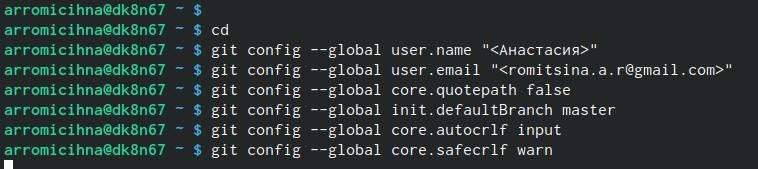 arromicihna@dk8n67 ~ $
arromicihna@dk8n67 ~ $ cd
arromicihna@dk8n67 ~ $ git config --global user.name "<Анастасия>"
arromicihna@dk8n67 ~ $ git config --global user.email "<romitsina.a.r@gmail.com>"
arromicihna@dk8n67 ~ $ git config --global core.quotepath false
arromicihna@dk8n67 ~ $ git config --global init.defaultBranch master
arromicihna@dk8n67 ~ $ git config --global core.autocrlf input
arromicihna@dk8n67 ~ $ git config --global core.safecrlf warn